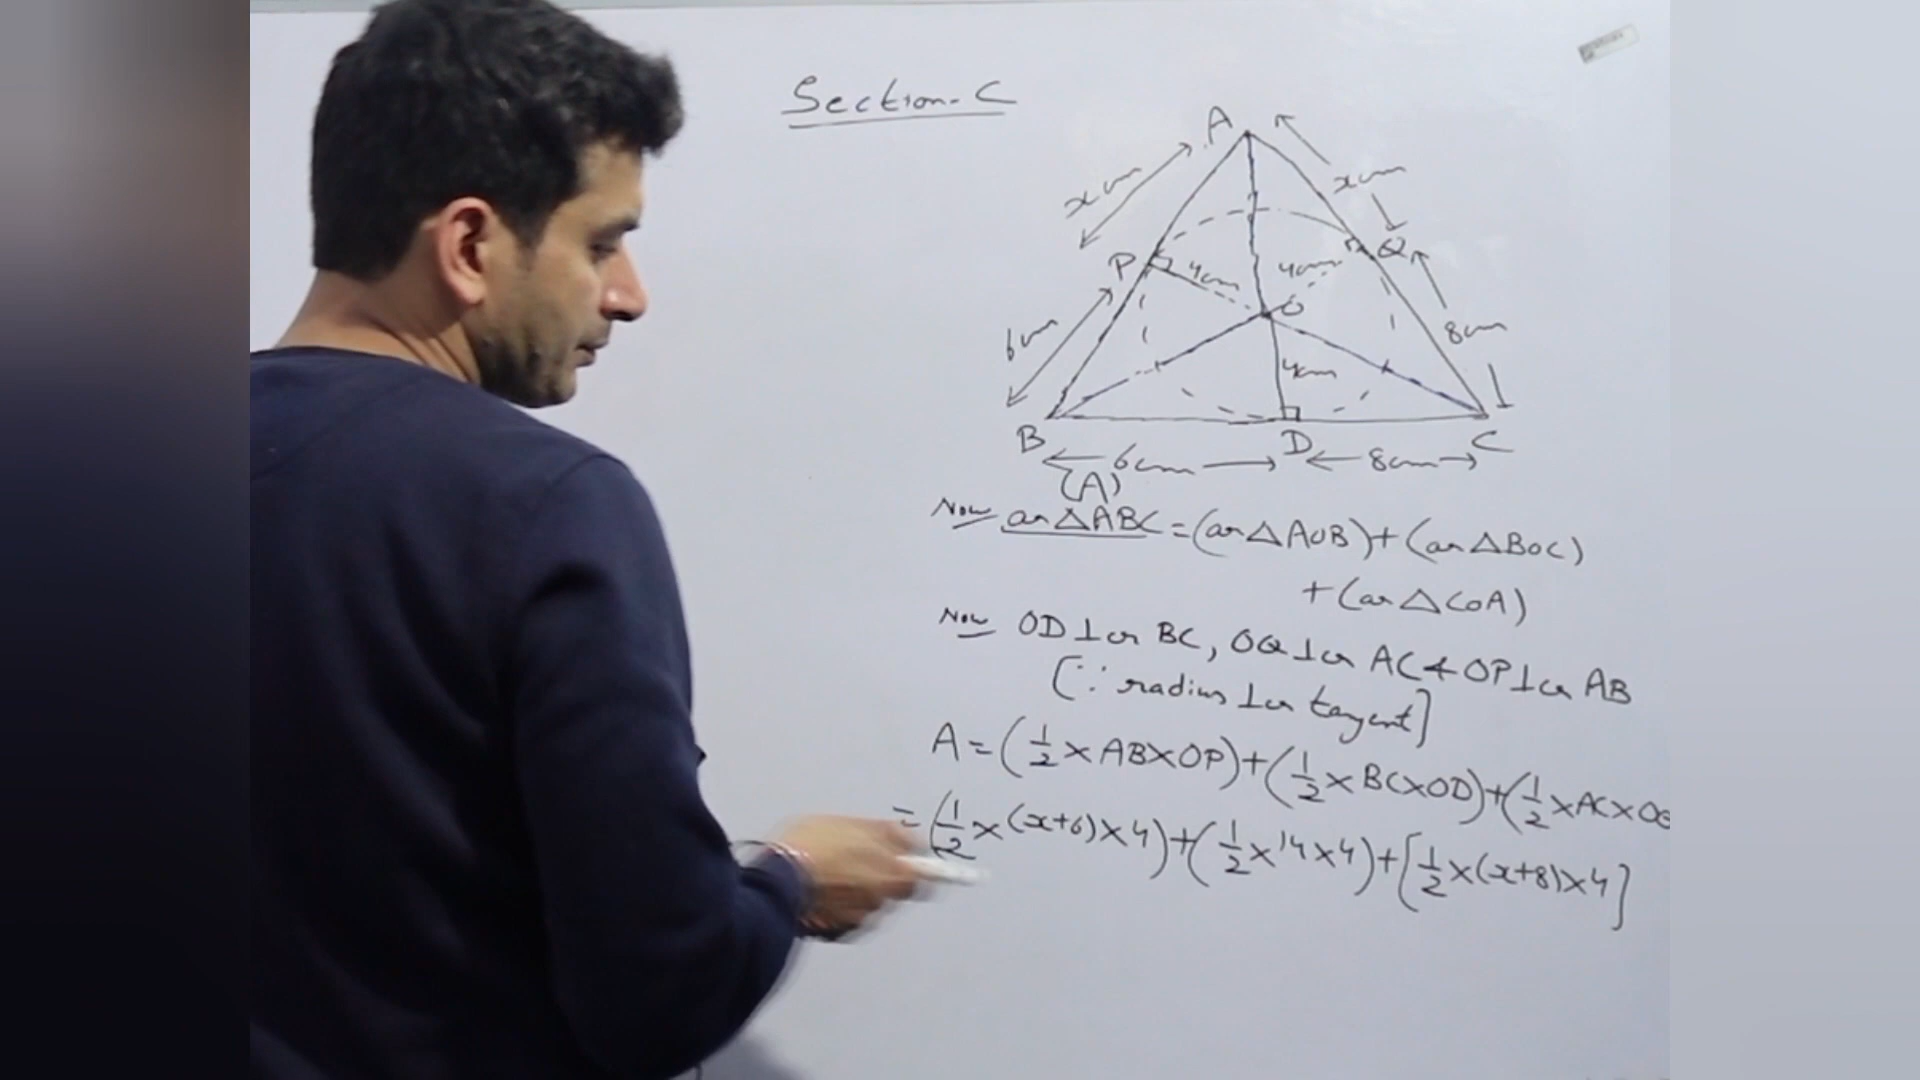 Section-C
A
x cm
x cm
P
4cm
4cm
Q
O
6cm
8cm
4cm
B
D
C
6cm
8cm
(A)
Now ar△ABC=(ar△AOB)+(ar△BOC)
+(ar△COA)
Now OD⊥ar BC, OQ⊥ar AC & OP⊥ar AB
[∵ radius ⊥ar tangent]
A=(1/2×AB×OP)+(1/2×BC×OD)+(1/2×AC×OQ
=(1/2×(x+6)×4)+(1/2×14×4)+[1/2×(x+8)×4]